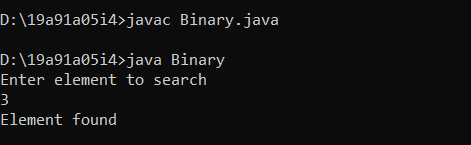 D:\19a91a05i4>javac Binary.java
D:\19a91a05i4>java Binary
Enter element to search
3
Element found